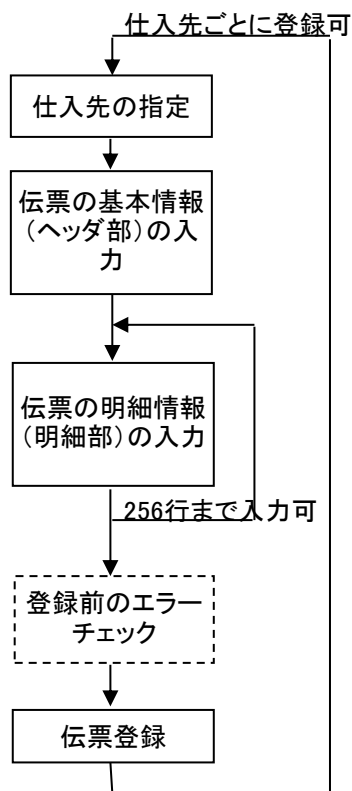 仕入先ごとに登録可
仕入先の指定
伝票の基本情報
（ヘッダ部）の入
力
伝票の明細情報
（明細部）の入力
256行まで入力可
登録前のエラー
チェック
伝票登録